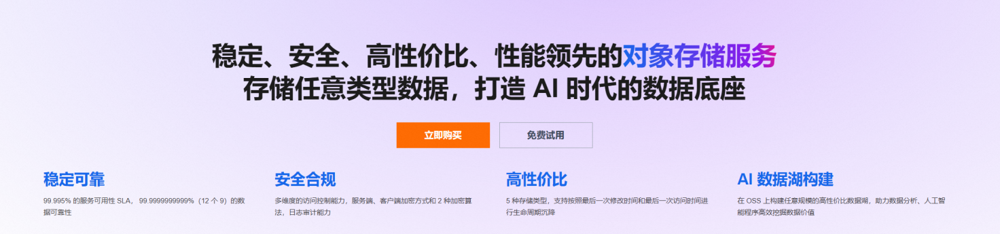 稳定、安全、高性价比、性能领先的对象存储服务
存储任意类型数据，打造 AI 时代的数据底座
立即购买
免费试用
稳定可靠
99.995% 的服务可用性 SLA， 99.9999999999%（12 个 9）的数
据可靠性
安全合规
多维度的访问控制能力，服务端、客户端加密方式和 2 种加密算
法，日志审计能力
高性价比
5 种存储类型，支持按照最后一次修改时间和最后一次访问时间进
行生命周期沉降
AI 数据湖构建
在 OSS 上构建任意规模的高性价比数据湖，助力数据分析、人工智
能程序高效挖掘数据价值